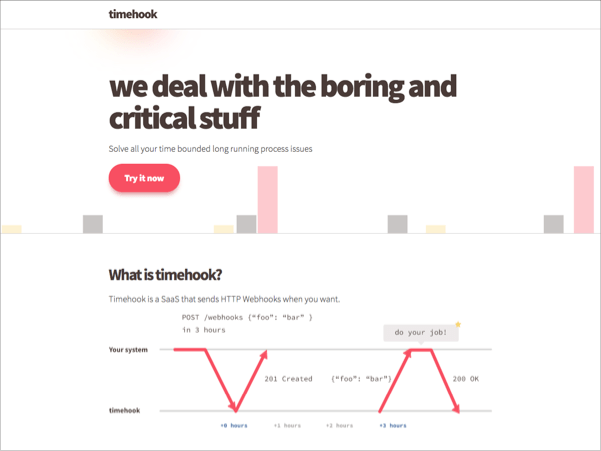 timehook
we deal with the boring and
critical stuff
Solve all your time bounded long running process issues
Try it now
What is timehook?
Timehook is a SaaS that sends HTTP Webhooks when you want.
POST /webhooks {“foo”: “bar” }
in 3 hours
do your job!
Your system
201 Created
{“foo”: “bar”}
200 OK
timehook
+0 hours
+1 hours
+2 hours
+3 hours